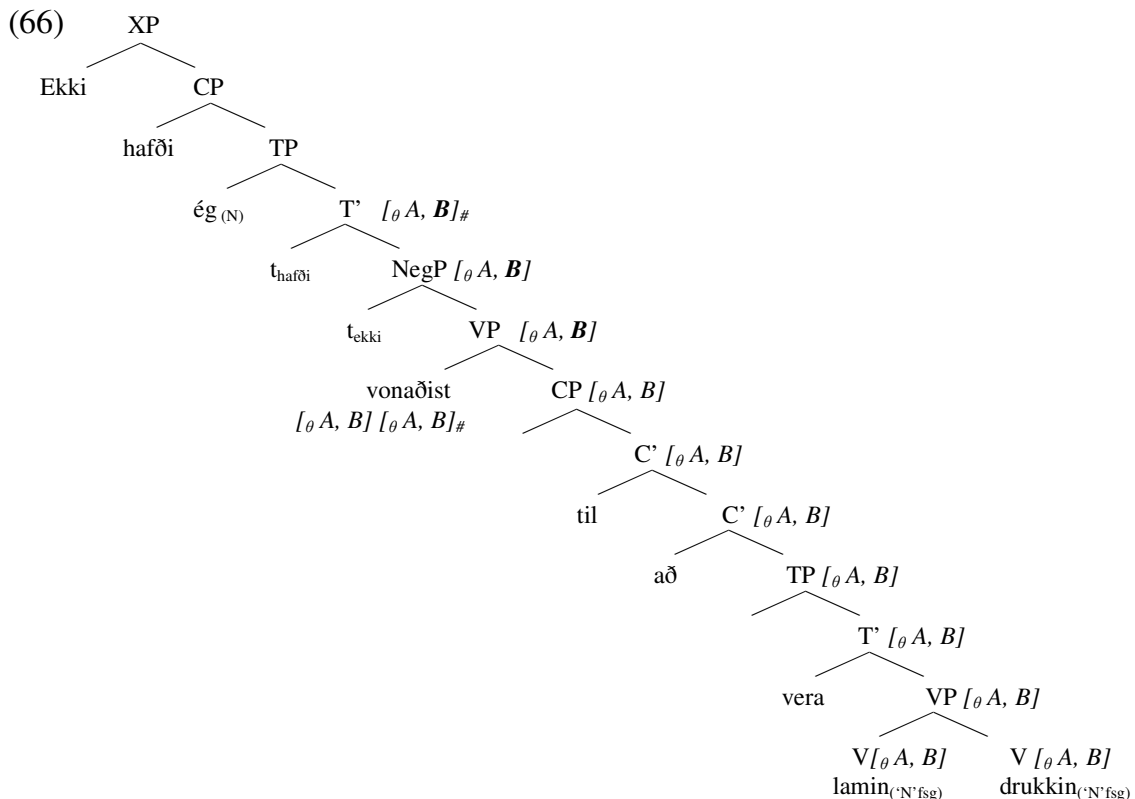 (66)
XP
Ekki CP
hafði TP
ég (N) T’ [θ A, B]#
thafði NegP [θ A, B]
tekki VP [θ A, B]
vonaðist CP [θ A, B]
[θ A, B] [θ A, B]#
C’ [θ A, B]
til C’ [θ A, B]
að TP [θ A, B]
T’ [θ A, B]
vera VP [θ A, B]
V[θ A, B] V [θ A, B]
lamin(‘N’fsg) drukkin(‘N’fsg)